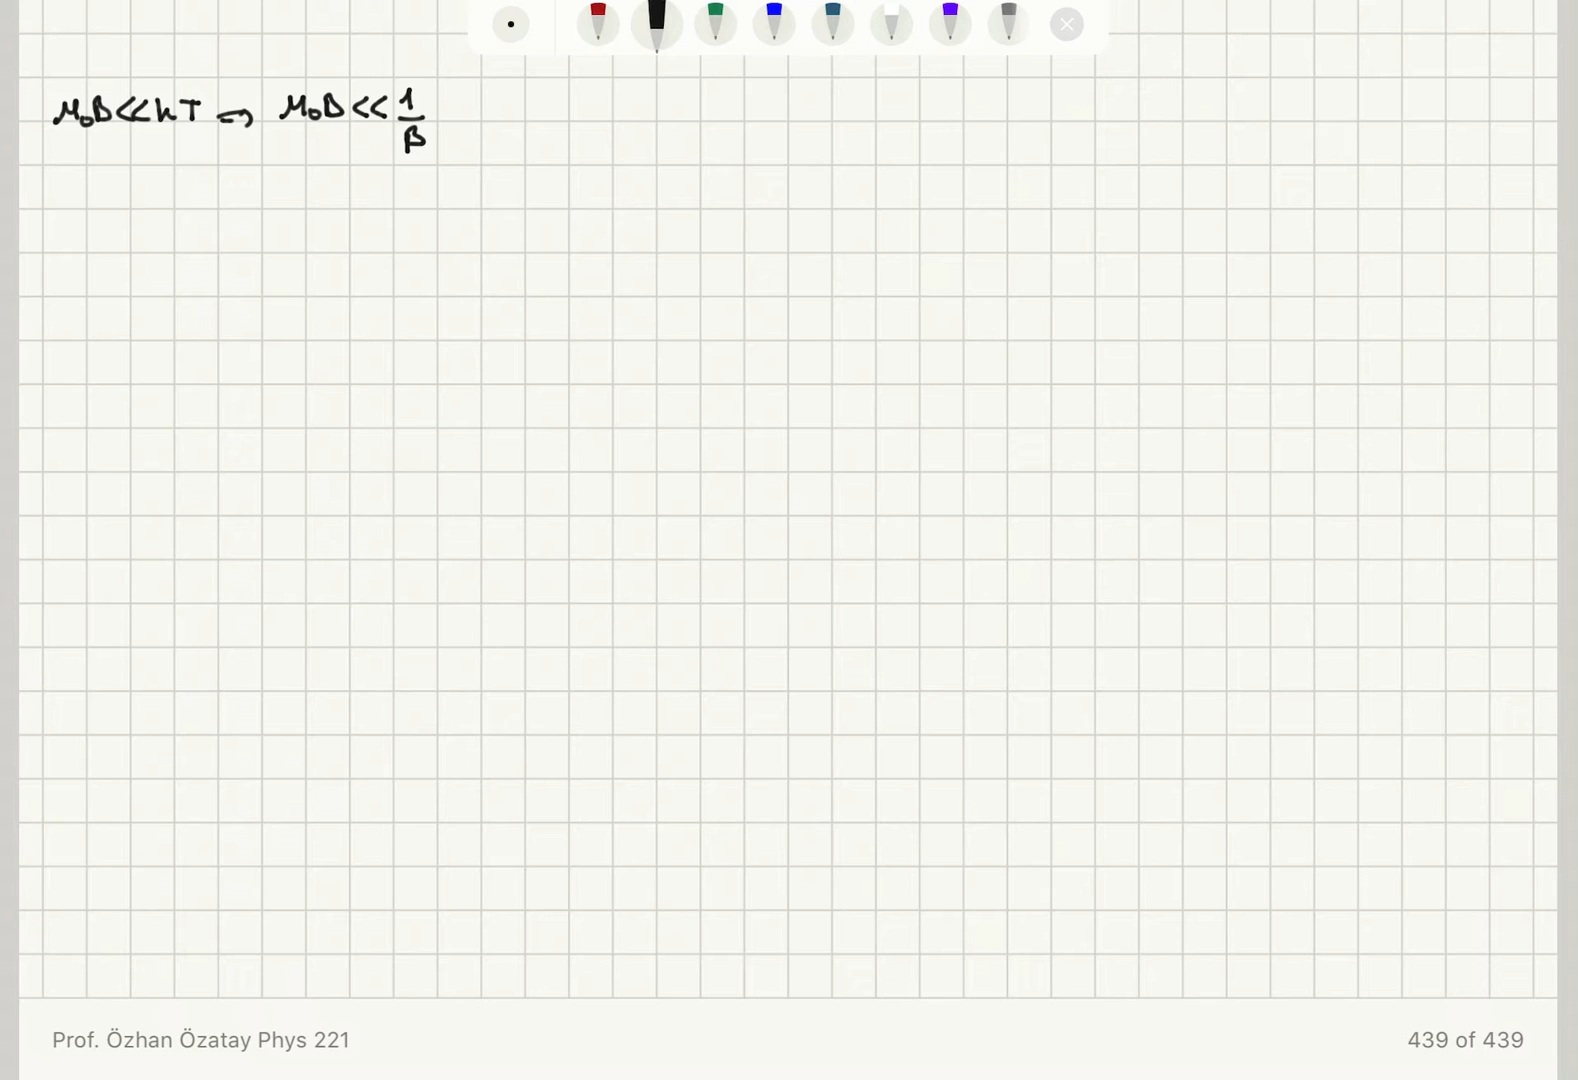 μ₀B<<kT ⇒ μ₀B << 1/β
Prof. Özhan Özatay Phys 221
439 of 439